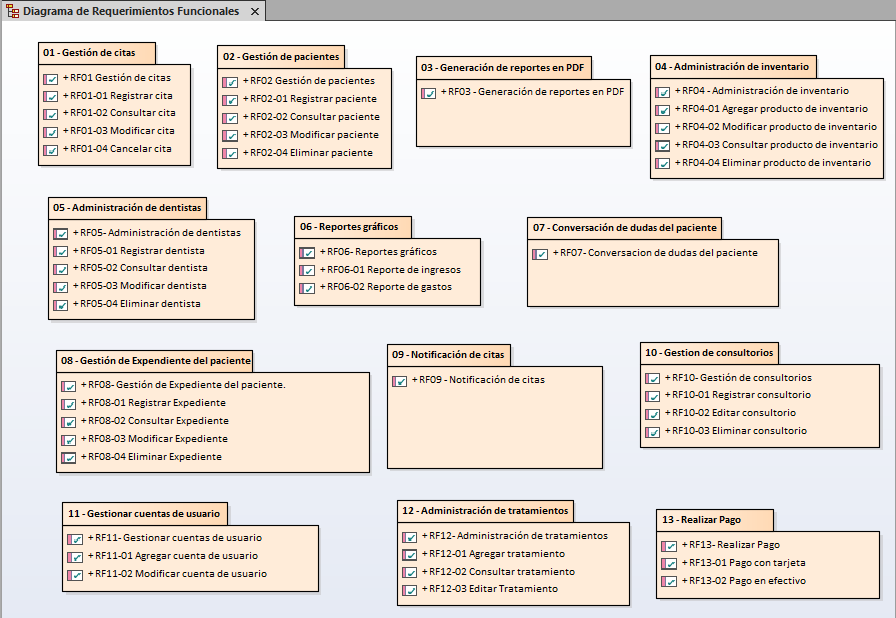 Diagrama de Requerimientos Funcionales
01 - Gestión de citas
+ RF01 Gestión de citas
+ RF01-01 Registrar cita
+ RF01-02 Consultar cita
+ RF01-03 Modificar cita
+ RF01-04 Cancelar cita
02 - Gestión de pacientes
+ RF02 Gestión de pacientes
+ RF02-01 Registrar paciente
+ RF02-02 Consultar paciente
+ RF02-03 Modificar paciente
+ RF02-04 Eliminar paciente
03 - Generación de reportes en PDF
+ RF03 - Generación de reportes en PDF
04 - Administración de inventario
+ RF04 - Administración de inventario
+ RF04-01 Agregar producto de inventario
+ RF04-02 Modificar producto de inventario
+ RF04-03 Consultar producto de inventario
+ RF04-04 Eliminar producto de inventario
05 - Administración de dentistas
+ RF05- Administración de dentistas
+ RF05-01 Registrar dentista
+ RF05-02 Consultar dentista
+ RF05-03 Modificar dentista
+ RF05-04 Eliminar dentista
06 - Reportes gráficos
+ RF06- Reportes gráficos
+ RF06-01 Reporte de ingresos
+ RF06-02 Reporte de gastos
07 - Conversación de dudas del paciente
+ RF07- Conversacion de dudas del paciente
08 - Gestión de Expendiente del paciente
+ RF08- Gestión de Expediente del paciente.
+ RF08-01 Registrar Expediente
+ RF08-02 Consultar Expediente
+ RF08-03 Modificar Expediente
+ RF08-04 Eliminar Expediente
09 - Notificación de citas
+ RF09 - Notificación de citas
10 - Gestion de consultorios
+ RF10- Gestión de consultorios
+ RF10-01 Registrar consultorio
+ RF10-02 Editar consultorio
+ RF10-03 Eliminar consultorio
11 - Gestionar cuentas de usuario
+ RF11- Gestionar cuentas de usuario
+ RF11-01 Agregar cuenta de usuario
+ RF11-02 Modificar cuenta de usuario
12 - Administración de tratamientos
+ RF12- Administración de tratamientos
+ RF12-01 Agregar tratamiento
+ RF12-02 Consultar tratamiento
+ RF12-03 Editar Tratamiento
13 - Realizar Pago
+ RF13- Realizar Pago
+ RF13-01 Pago con tarjeta
+ RF13-02 Pago en efectivo